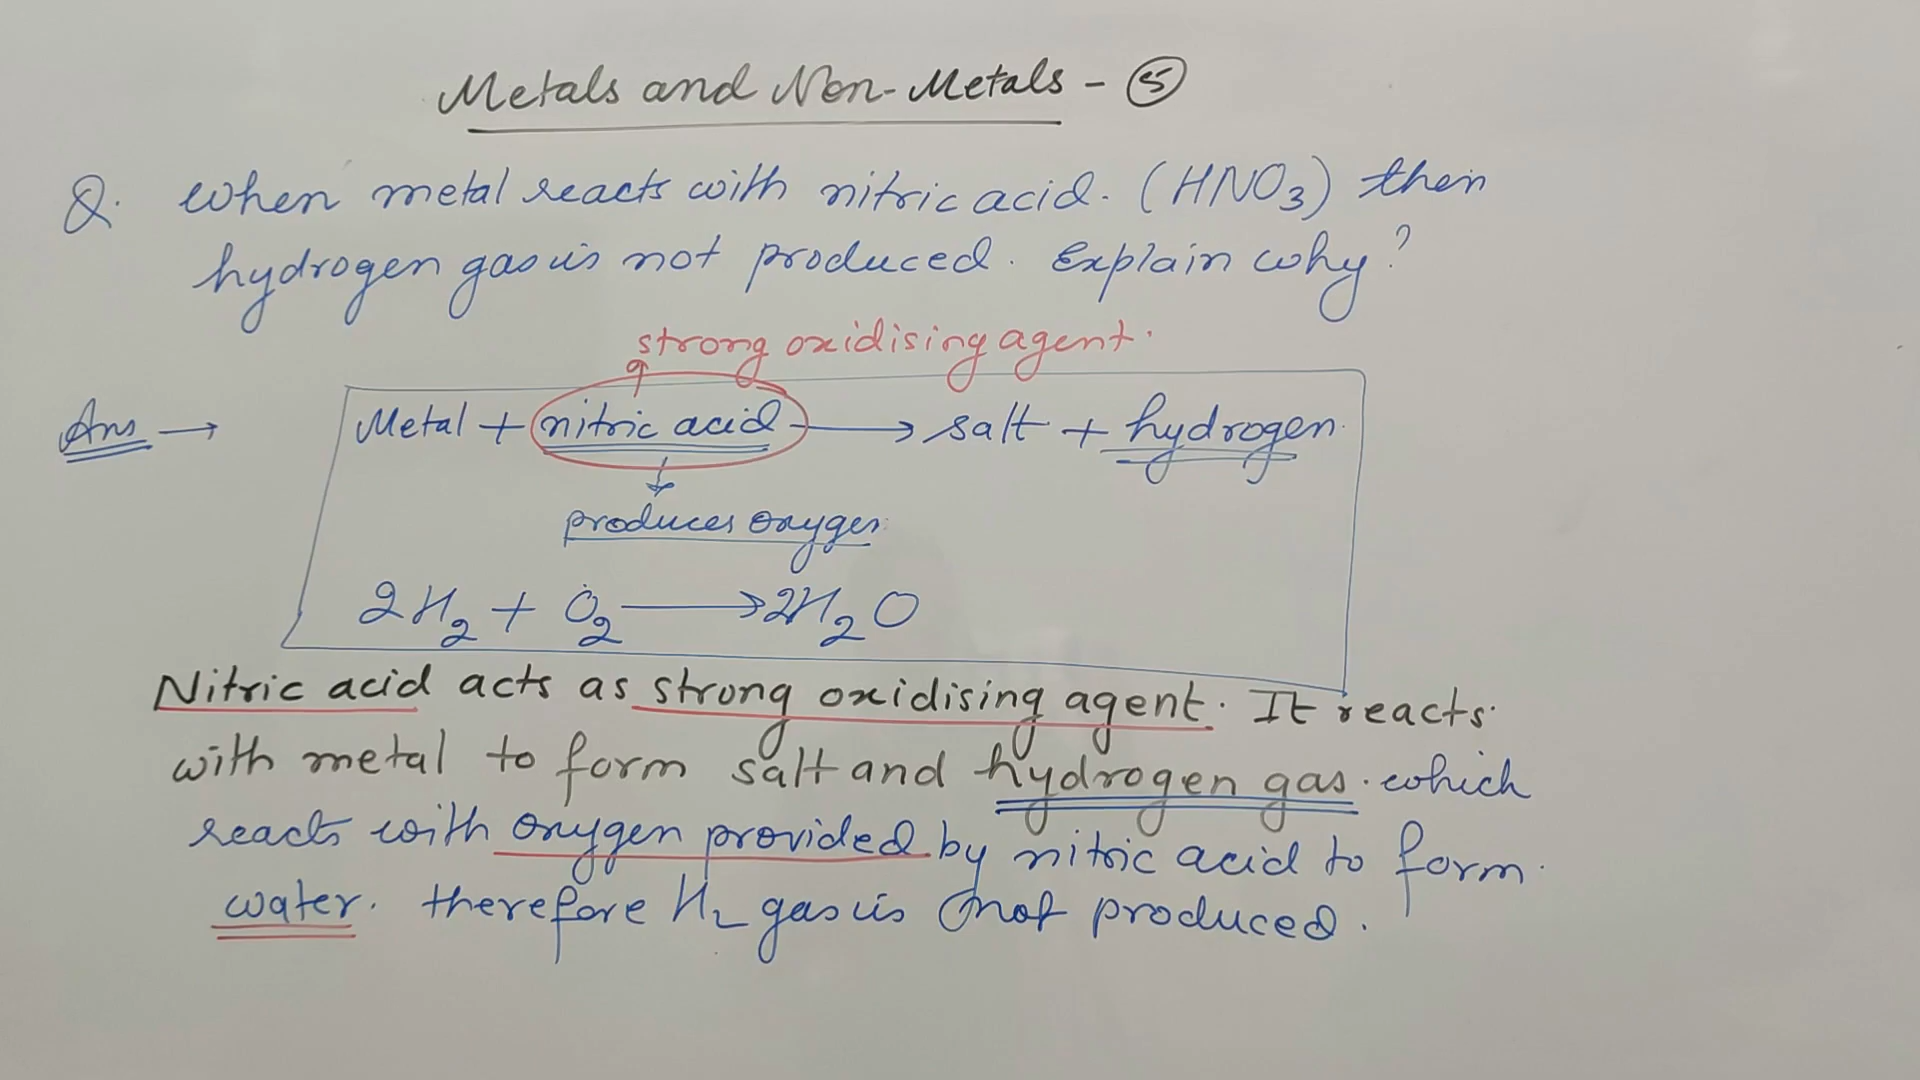 Metals and Non-Metals - ⑤
Q. When metal reacts with nitric acid. (HNO₃) then
hydrogen gas is not produced. Explain why?
strong oxidising agent.
Ans → Metal + nitric acid → salt + hydrogen.
produces oxygen
2H₂ + O₂ → 2H₂O
Nitric acid acts as strong oxidising agent. It reacts
with metal to form salt and hydrogen gas. which
reacts with oxygen provided by nitric acid to form
water. therefore H₂ gas is not produced.